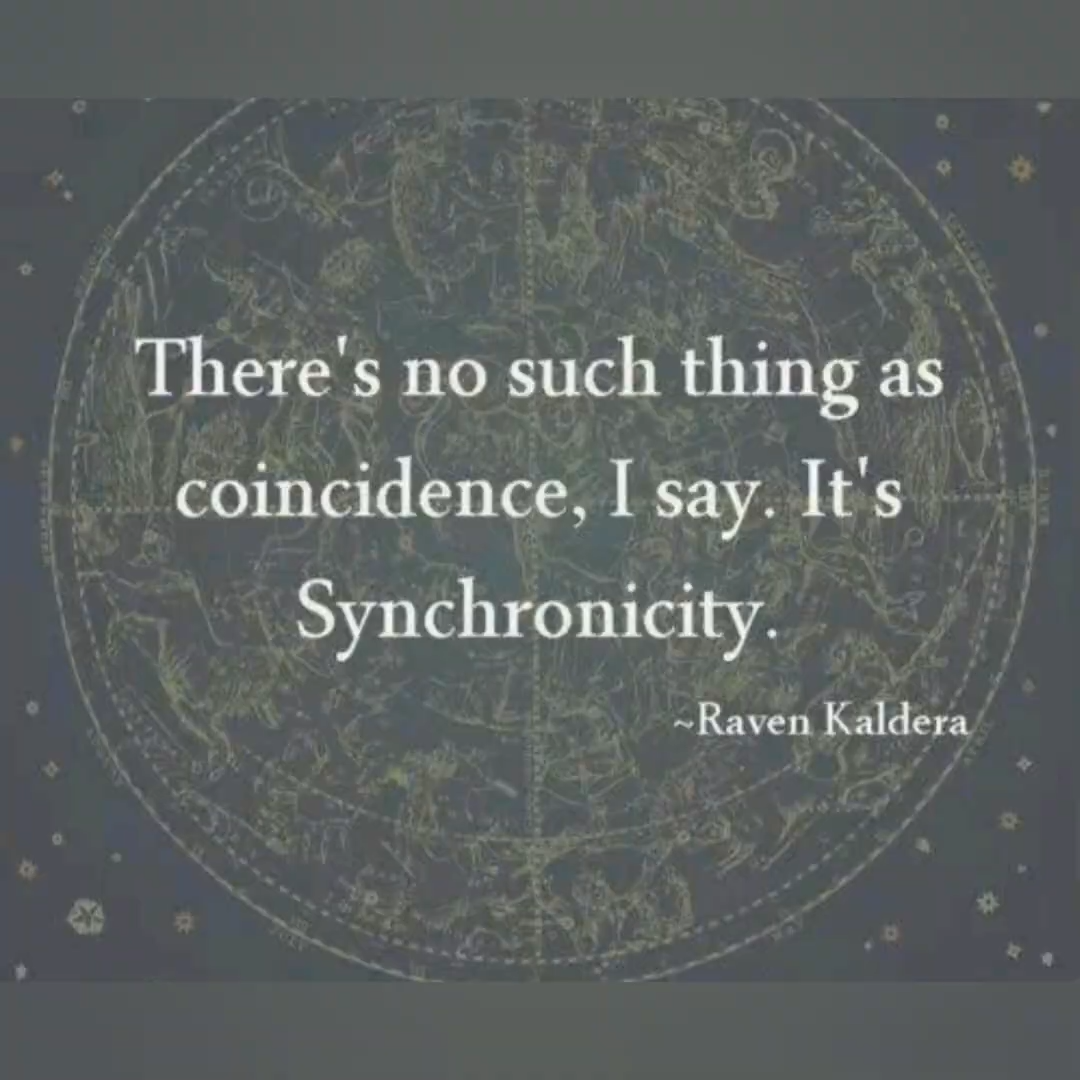 There's no such thing as
coincidence, I say. It's
Synchronicity.
~Raven Kaldera